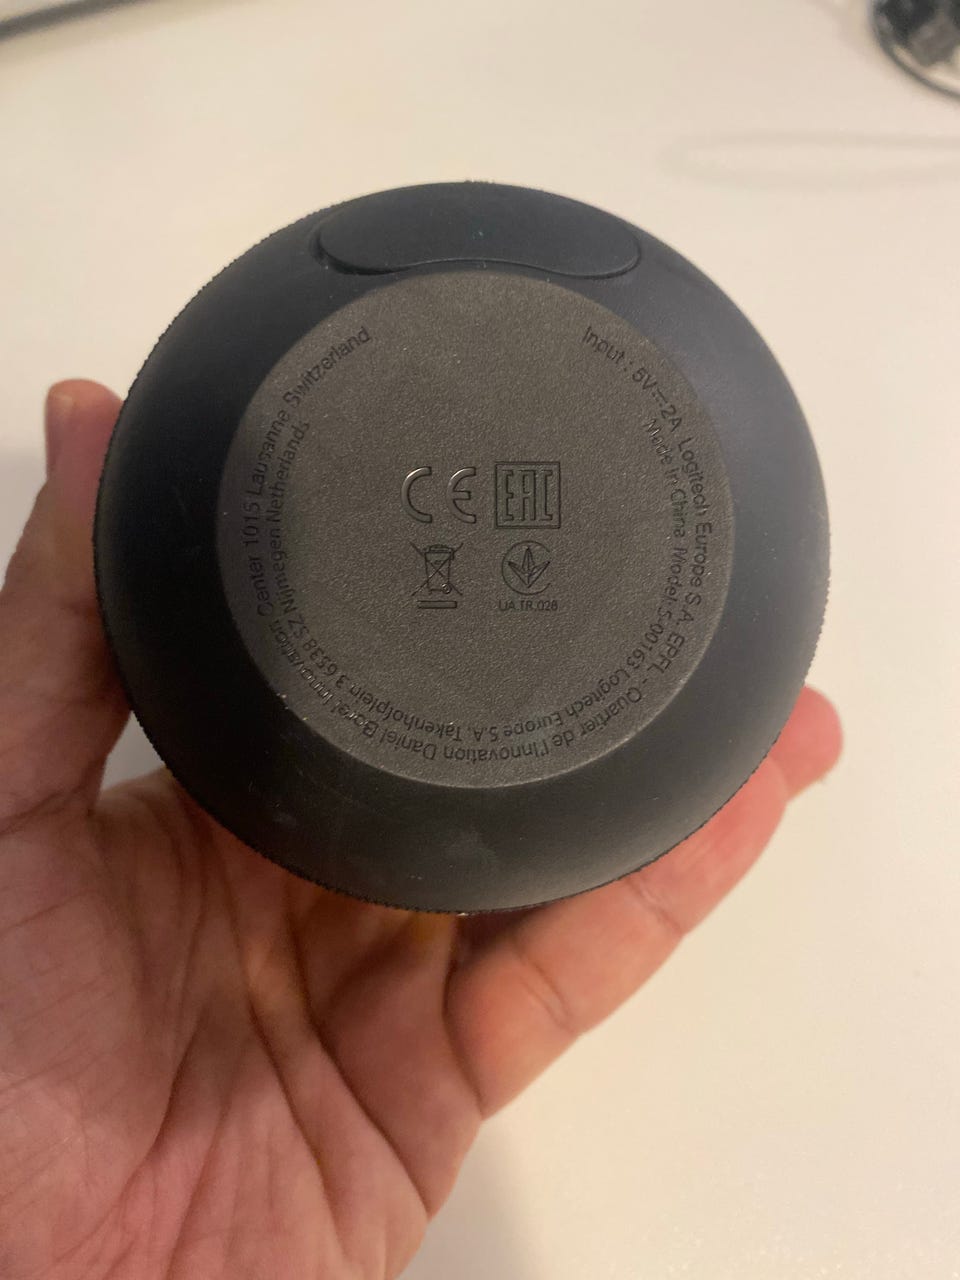 Input : 5V⎓2A Logitech Europe S.A. EPFL - Quartier de l'Innovation Daniel Borel Innovation Center 1015 Lausanne Switzerland
Made in China Model: S-00163 Logitech Europe S.A. Takenhofplein 3 6538 SZ Nijmegen Netherlands
CE EAC
UA.TR.028